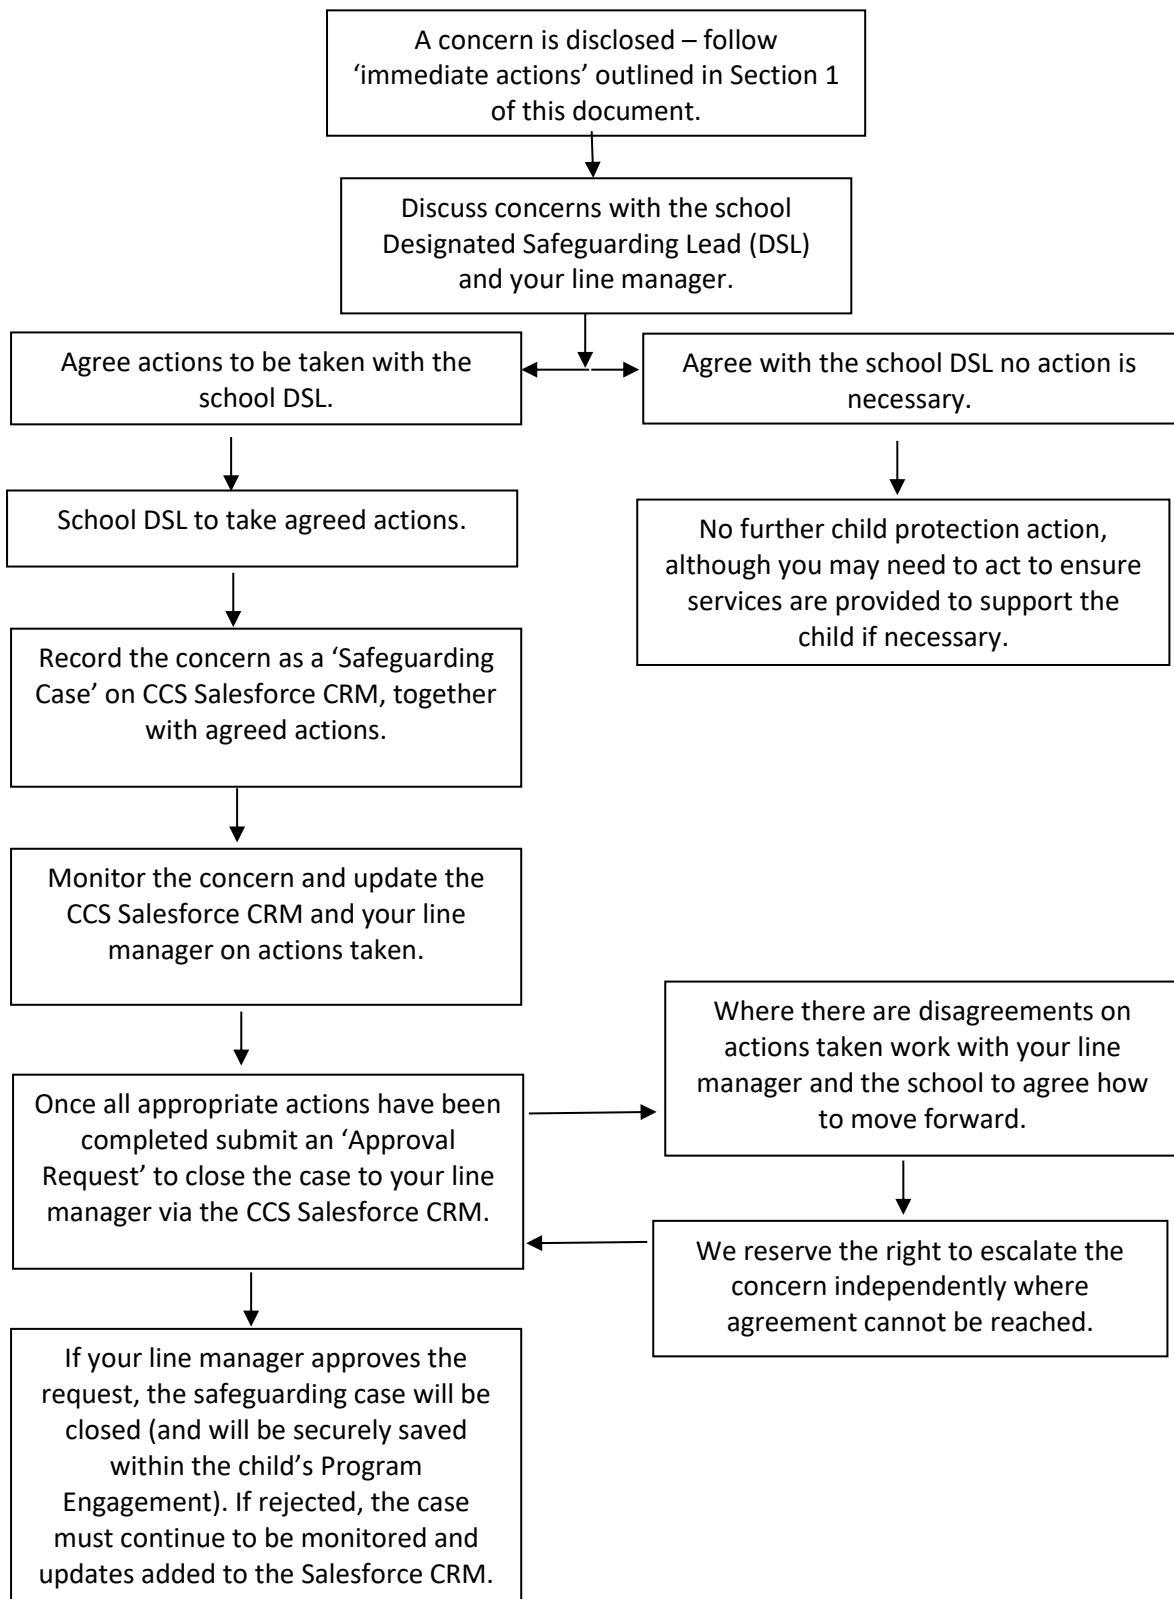 A concern is disclosed – follow
‘immediate actions’ outlined in Section 1
of this document.
Discuss concerns with the school
Designated Safeguarding Lead (DSL)
and your line manager.
Agree actions to be taken with the
school DSL.
Agree with the school DSL no action is
necessary.
School DSL to take agreed actions.
No further child protection action,
although you may need to act to ensure
services are provided to support the
child if necessary.
Record the concern as a ‘Safeguarding
Case’ on CCS Salesforce CRM, together
with agreed actions.
Monitor the concern and update the
CCS Salesforce CRM and your line
manager on actions taken.
Where there are disagreements on
actions taken work with your line
manager and the school to agree how
to move forward.
Once all appropriate actions have been
completed submit an ‘Approval
Request’ to close the case to your line
manager via the CCS Salesforce CRM.
We reserve the right to escalate the
concern independently where
agreement cannot be reached.
If your line manager approves the
request, the safeguarding case will be
closed (and will be securely saved
within the child’s Program
Engagement). If rejected, the case
must continue to be monitored and
updates added to the Salesforce CRM.